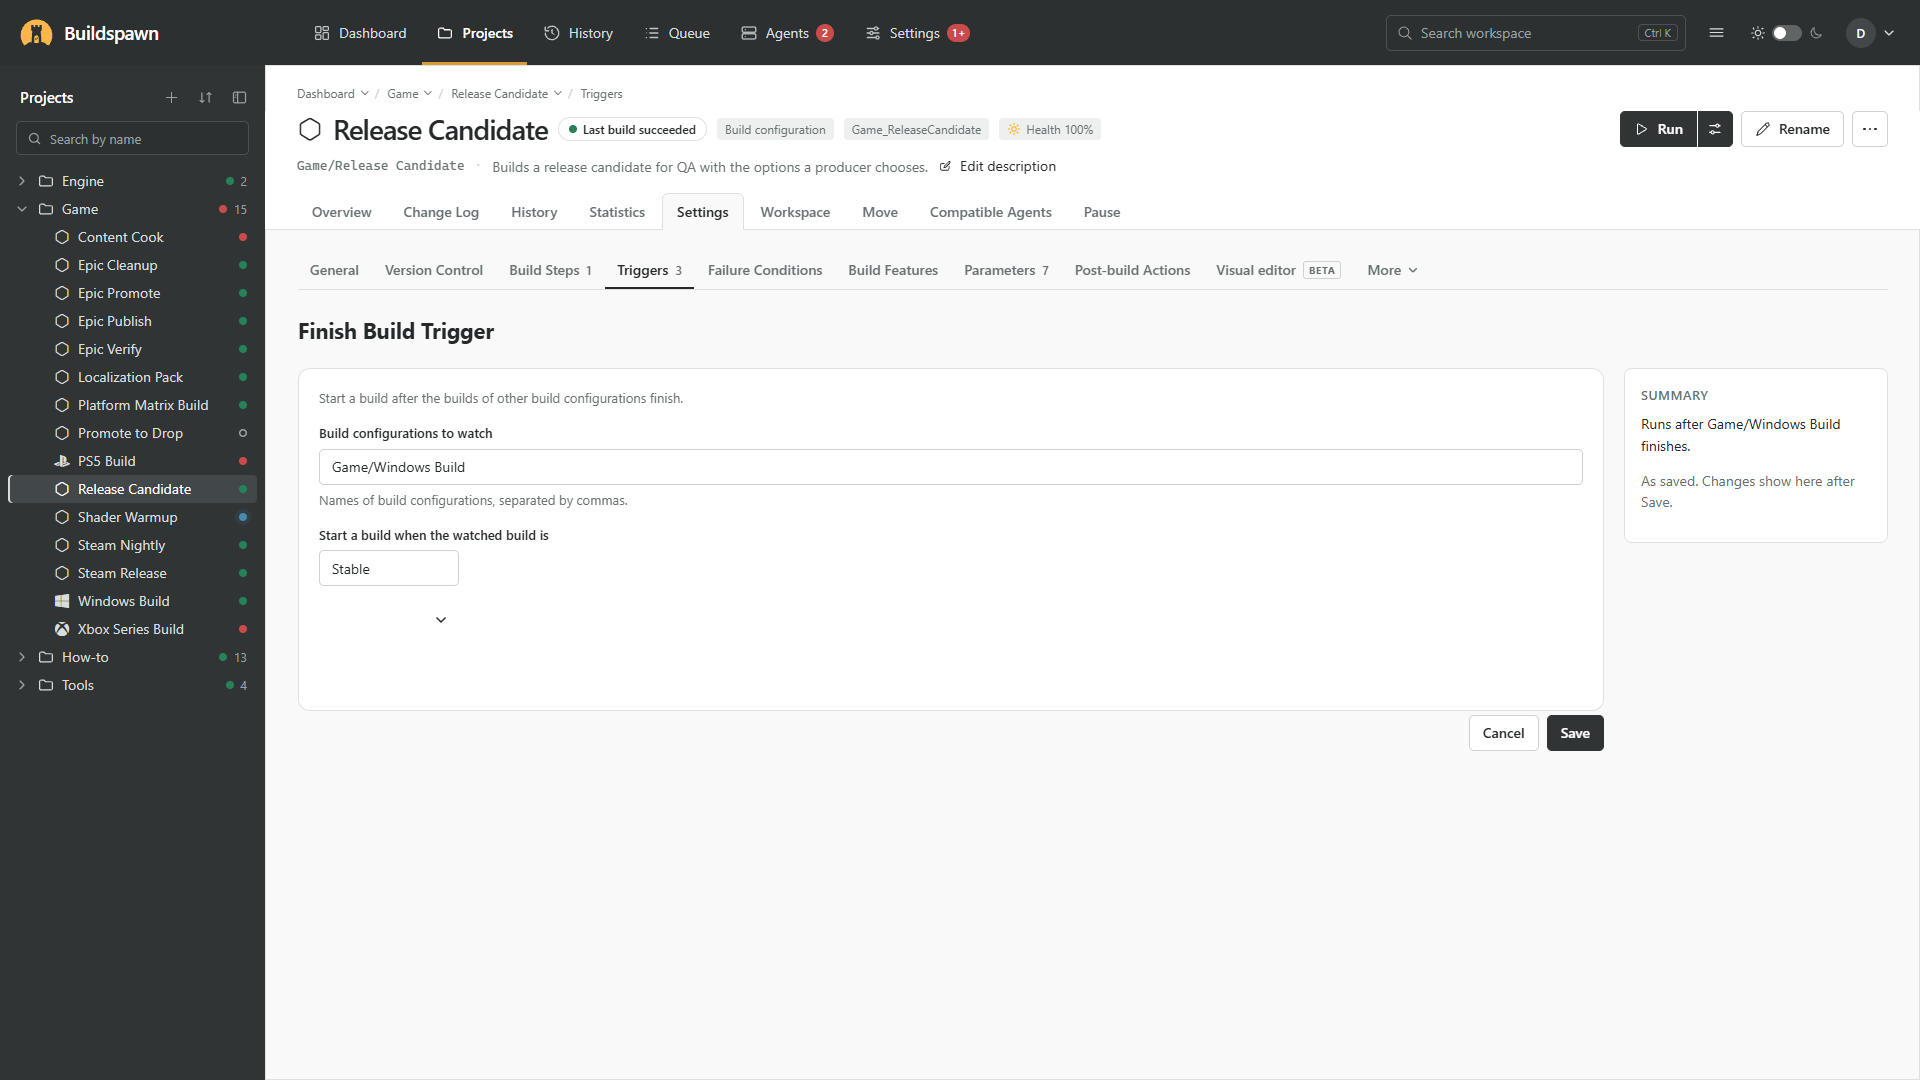 Buildspawn
Dashboard
Projects
History
Queue
Agents 2
Settings 1+
Search workspace Ctrl K
D
Projects
Search by name
Engine 2
Game 15
Content Cook
Epic Cleanup
Epic Promote
Epic Publish
Epic Verify
Localization Pack
Platform Matrix Build
Promote to Drop
PS5 Build
Release Candidate
Shader Warmup
Steam Nightly
Steam Release
Windows Build
Xbox Series Build
How-to 13
Tools 4
Dashboard / Game / Release Candidate / Triggers
Release Candidate
Last build succeeded
Build configuration
Game_ReleaseCandidate
Health 100%
Run
Rename
Game/Release Candidate · Builds a release candidate for QA with the options a producer chooses. Edit description
Overview
Change Log
History
Statistics
Settings
Workspace
Move
Compatible Agents
Pause
General
Version Control
Build Steps 1
Triggers 3
Failure Conditions
Build Features
Parameters 7
Post-build Actions
Visual editor BETA
More
Finish Build Trigger
Start a build after the builds of other build configurations finish.
Build configurations to watch
Game/Windows Build
Names of build configurations, separated by commas.
Start a build when the watched build is
Stable
Cancel
Save
SUMMARY
Runs after Game/Windows Build
finishes.
As saved. Changes show here after
Save.